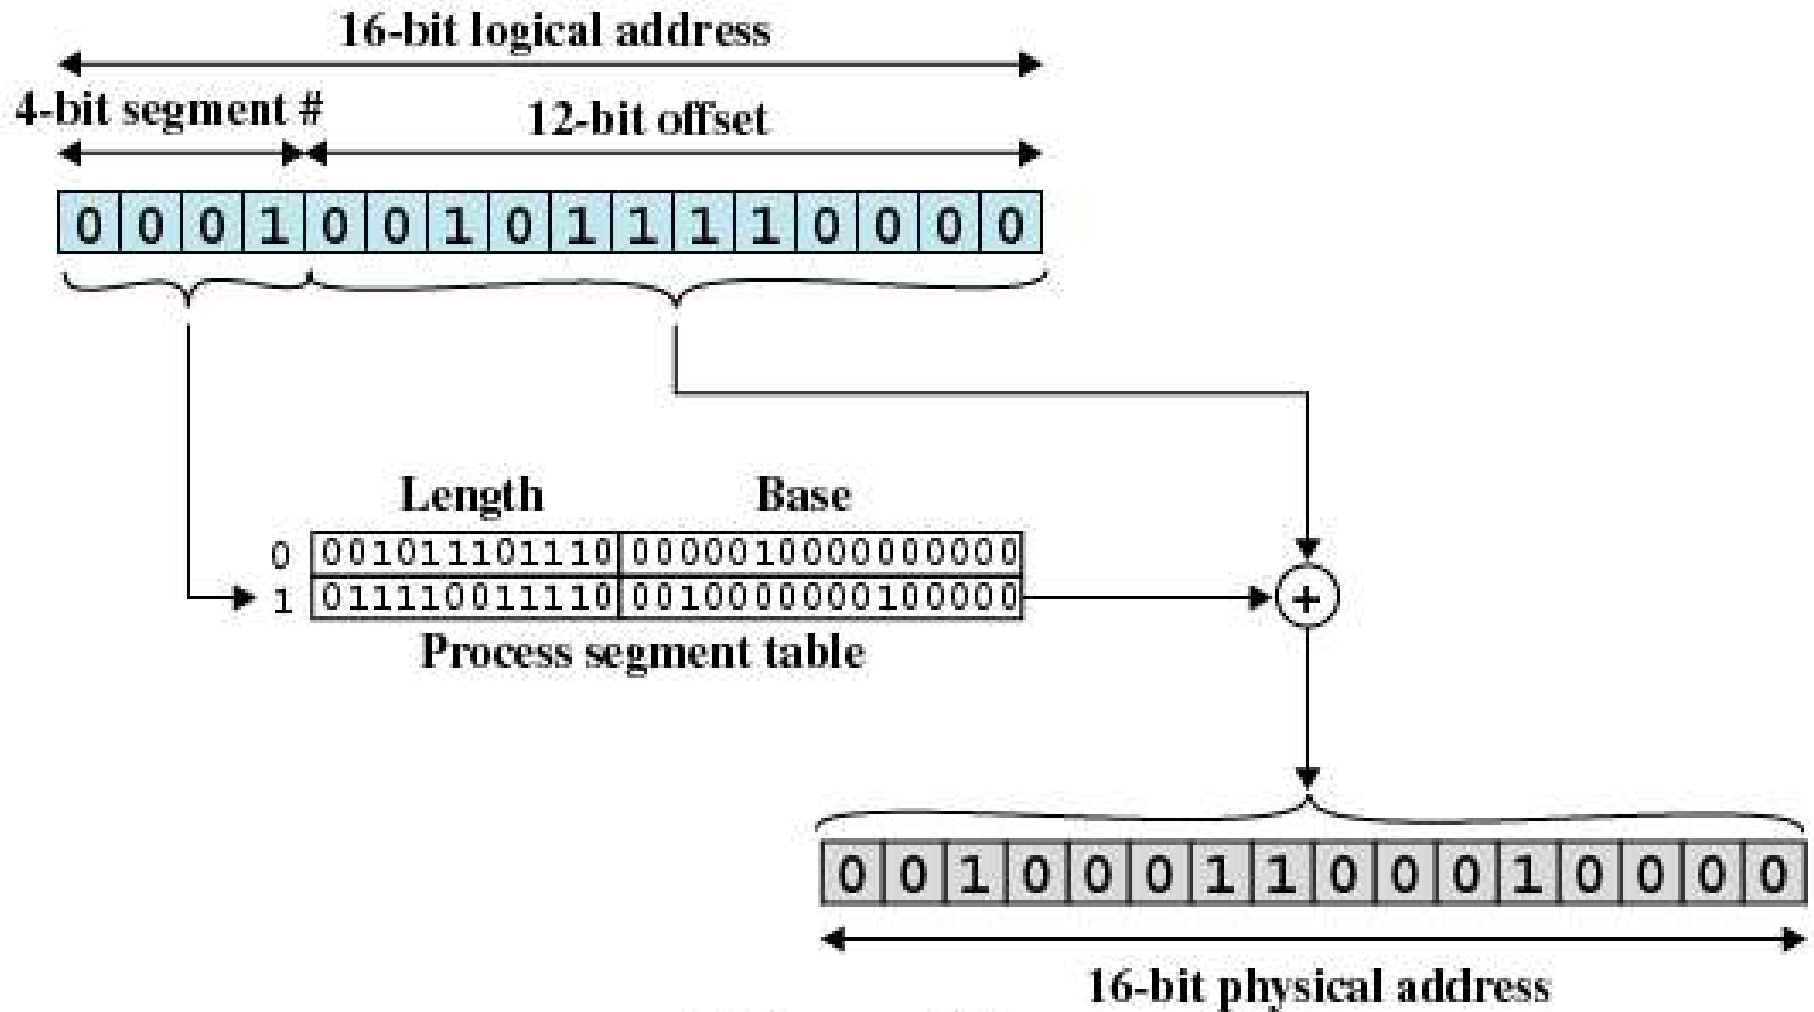 16-bit logical address
4-bit segment #
12-bit offset
0 0 0 1 0 0 1 0 1 1 1 1 0 0 0 0
Length Base
0 001011101110 0000010000000000
1 011110011110 0010000000100000
+
Process segment table
0 0 1 0 0 0 1 1 0 0 0 1 0 0 0 0
16-bit physical address